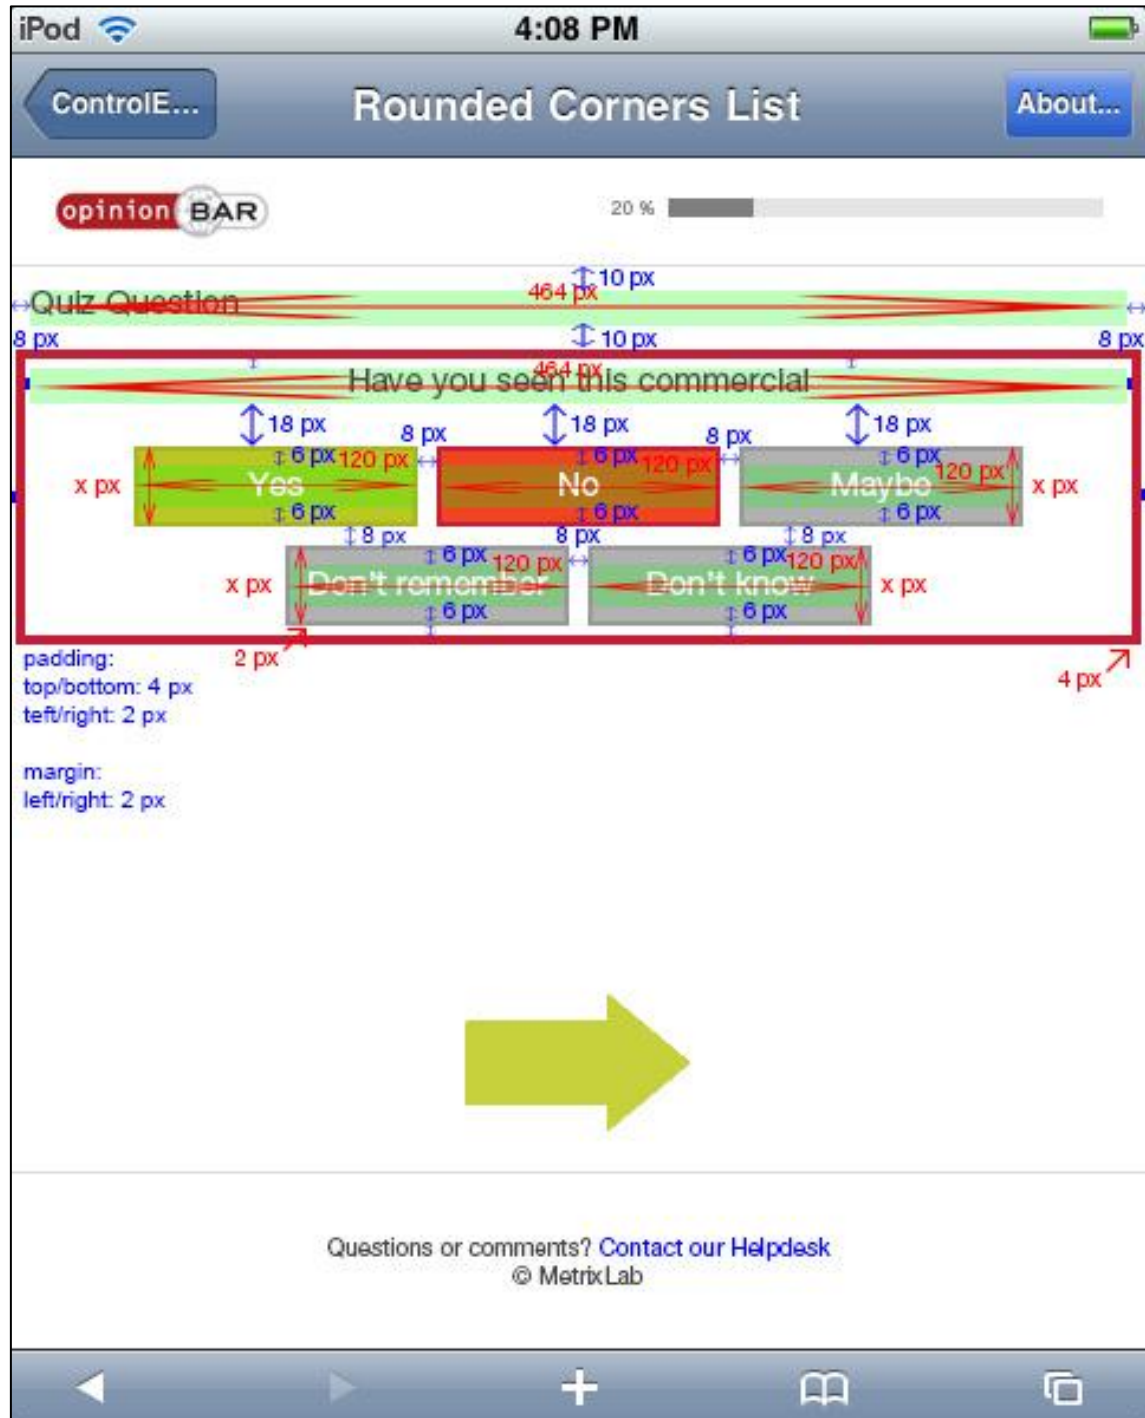 iPod 4:08 PM
ControlE... Rounded Corners List About...
opinion BAR 20 %
10 px
464 px
Quiz Question
8 px 10 px 8 px
464 px
Have you seen this commercial
18 px 8 px 18 px 8 px 18 px
6 px 120 px 6 px 120 px 6 px 120 px
x px Yes No Maybe x px
6 px 6 px 6 px
8 px 8 px 8 px
6 px 120 px 6 px 120 px
x px Don't remember Don't know x px
6 px 6 px
padding: 2 px 4 px
top/bottom: 4 px
teft/right: 2 px
margin:
left/right: 2 px
Questions or comments? Contact our Helpdesk
© MetrixLab